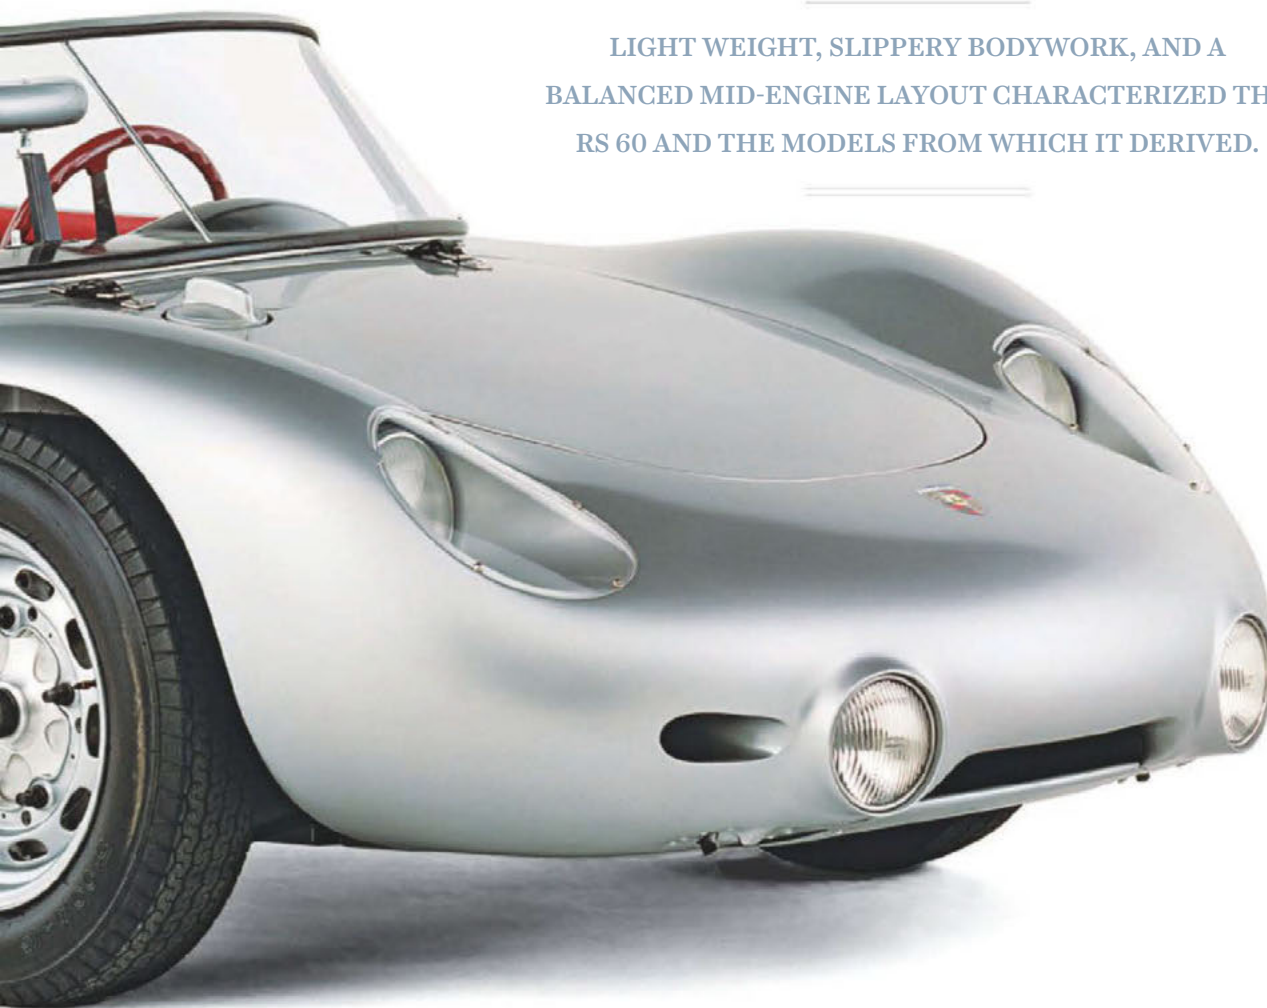 LIGHT WEIGHT, SLIPPERY BODYWORK, AND A
BALANCED MID-ENGINE LAYOUT CHARACTERIZED TH
RS 60 AND THE MODELS FROM WHICH IT DERIVED.